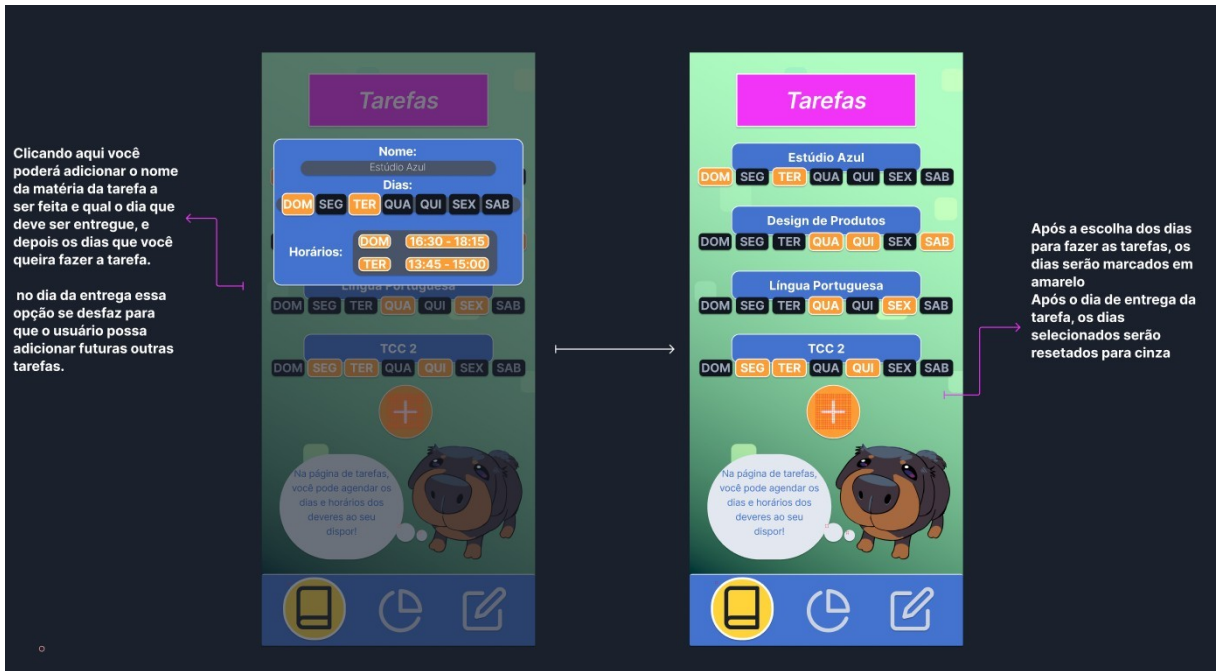 Clicando aqui você
poderá adicionar o nome
da matéria da tarefa a
ser feita e qual o dia que
deve ser entregue, e
depois os dias que você
queira fazer a tarefa.
no dia da entrega essa
opção se desfaz para
que o usuário possa
adicionar futuras outras
tarefas.
Tarefas
Nome:
Estúdio Azul
Dias:
DOM SEG TER QUA QUI SEX SAB
Horários:
DOM 16:30 - 18:15
TER 13:45 - 15:00
Língua Portuguesa
DOM SEG TER QUA QUI SEX SAB
TCC 2
DOM SEG TER QUA QUI SEX SAB
Na página de tarefas,
você pode agendar os
dias e horários dos
deveres ao seu
dispor!
Tarefas
Estúdio Azul
DOM SEG TER QUA QUI SEX SAB
Design de Produtos
DOM SEG TER QUA QUI SEX SAB
Língua Portuguesa
DOM SEG TER QUA QUI SEX SAB
TCC 2
DOM SEG TER QUA QUI SEX SAB
Na página de tarefas,
você pode agendar os
dias e horários dos
deveres ao seu
dispor!
Após a escolha dos dias
para fazer as tarefas, os
dias serão marcados em
amarelo
Após o dia de entrega da
tarefa, os dias
selecionados serão
resetados para cinza